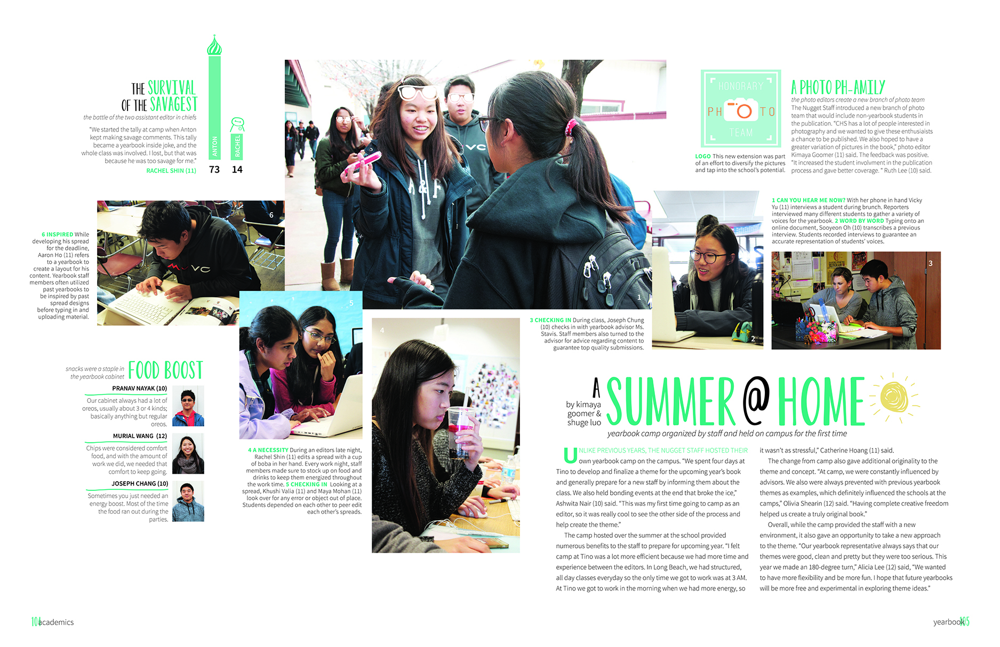 THE SURVIVAL
OF THE SAVAGEST
the battle of the two assistant editor in chiefs
"We started the tally at camp when Anton
kept making savage comments. This tally
became a yearbook inside joke, and the
whole class was involved. I lost, but that was
because he was too savage for me."
RACHEL SHIN (11)
ANTON
RACHEL
73
14
6
6 INSPIRED While
developing his spread
for the deadline,
Aaron Ho (11) refers
to a yearbook to
create a layout for his
content. Yearbook staff
members often utilized
past yearbooks to
be inspired by past
spread designs
before typing in and
uploading material.
VC
snacks were a staple in
the yearbook cabinet
FOOD BOOST
PRANAV NAYAK (10)
Our cabinet always had a lot of
oreos, usually about 3 or 4 kinds;
basically anything but regular
oreos.
MURIAL WANG (12)
Chips were considered comfort
food, and with the amount of
work we did, we needed that
comfort to keep going.
JOSEPH CHANG (10)
Sometimes you just needed an
energy boost. Most of the time
the food ran out during the
parties.
5
4 A NECESSITY During an editors late night,
Rachel Shin (11) edits a spread with a cup
of boba in her hand. Every work night, staff
members made sure to stock up on food and
drinks to keep them energized throughout
the work time. 5 CHECKING IN Looking at a
spread, Khushi Valia (11) and Maya Mohan (11)
look over for any error or object out of place.
Students depended on each other to peer edit
each other's spreads.
4
VC
A & F
1
3 CHECKING IN During class, Joseph Chung
(10) checks in with yearbook advisor Ms.
Stavis. Staff members also turned to the
advisor for advice regarding content to
guarantee top quality submissions.
HONORARY
PH TO
TEAM
LOGO This new extension was part
of an effort to diversify the pictures
and tap into the school's potential.
A PHOTO PH-AMILY
the photo editors create a new branch of photo team
The Nugget Staff introduced a new branch of photo
team that would include non-yearbook students in
the publication. "CHS has a lot of people interested in
photography and we wanted to give these enthusiaists
a chance to be published. We also hoped to have a
greater variation of pictures in the book," photo editor
Kimaya Goomer (11) said. The feedback was positive.
"It increased the student involvment in the publication
process and gave better coverage. " Ruth Lee (10) said.
1 CAN YOU HEAR ME NOW? With her phone in hand Vicky
Yu (11) interviews a student during brunch. Reporters
interviewed many different students to gather a variety of
voices for the yearbook. 2 WORD BY WORD Typing onto an
online document, Sooyeon Oh (10) transcribes a previous
interview. Students recorded interviews to guarantee an
accurate representation of students' voices.
2
3
A SUMMER @ HOME
by kimaya
goomer &
shuge luo
yearbook camp organized by staff and held on campus for the first time
UNLIKE PREVIOUS YEARS, THE NUGGET STAFF HOSTED THEIR
own yearbook camp on the campus. "We spent four days at
Tino to develop and finalize a theme for the upcoming year's book
and generally prepare for a new staff by informing them about the
class. We also held bonding events at the end that broke the ice,"
Ashwita Nair (10) said. "This was my first time going to camp as an
editor, so it was really cool to see the other side of the process and
help create the theme."
The camp hosted over the summer at the school provided
numerous benefits to the staff to prepare for upcoming year. "I felt
camp at Tino was a lot more efficient because we had more time and
experience between the editors. In Long Beach, we had structured,
all day classes everyday so the only time we got to work was at 3 AM.
At Tino we got to work in the morning when we had more energy, so
it wasn't as stressful," Catherine Hoang (11) said.
The change from camp also gave additional originality to the
theme and concept. "At camp, we were constantly influenced by
advisors. We also were always prevented with previous yearbook
themes as examples, which definitely influenced the schools at the
camps," Olivia Shearin (12) said. "Having complete creative freedom
helped us create a truly original book."
Overall, while the camp provided the staff with a new
environment, it also gave an opportunity to take a new approach
to the theme. "Our yearbook representative always says that our
themes were good, clean and pretty but they were too serious. This
year we made an 180-degree turn," Alicia Lee (12) said, "We wanted
to have more flexibility and be more fun. I hope that future yearbooks
will be more free and experimental in exploring theme ideas."
104 academics
yearbook 105